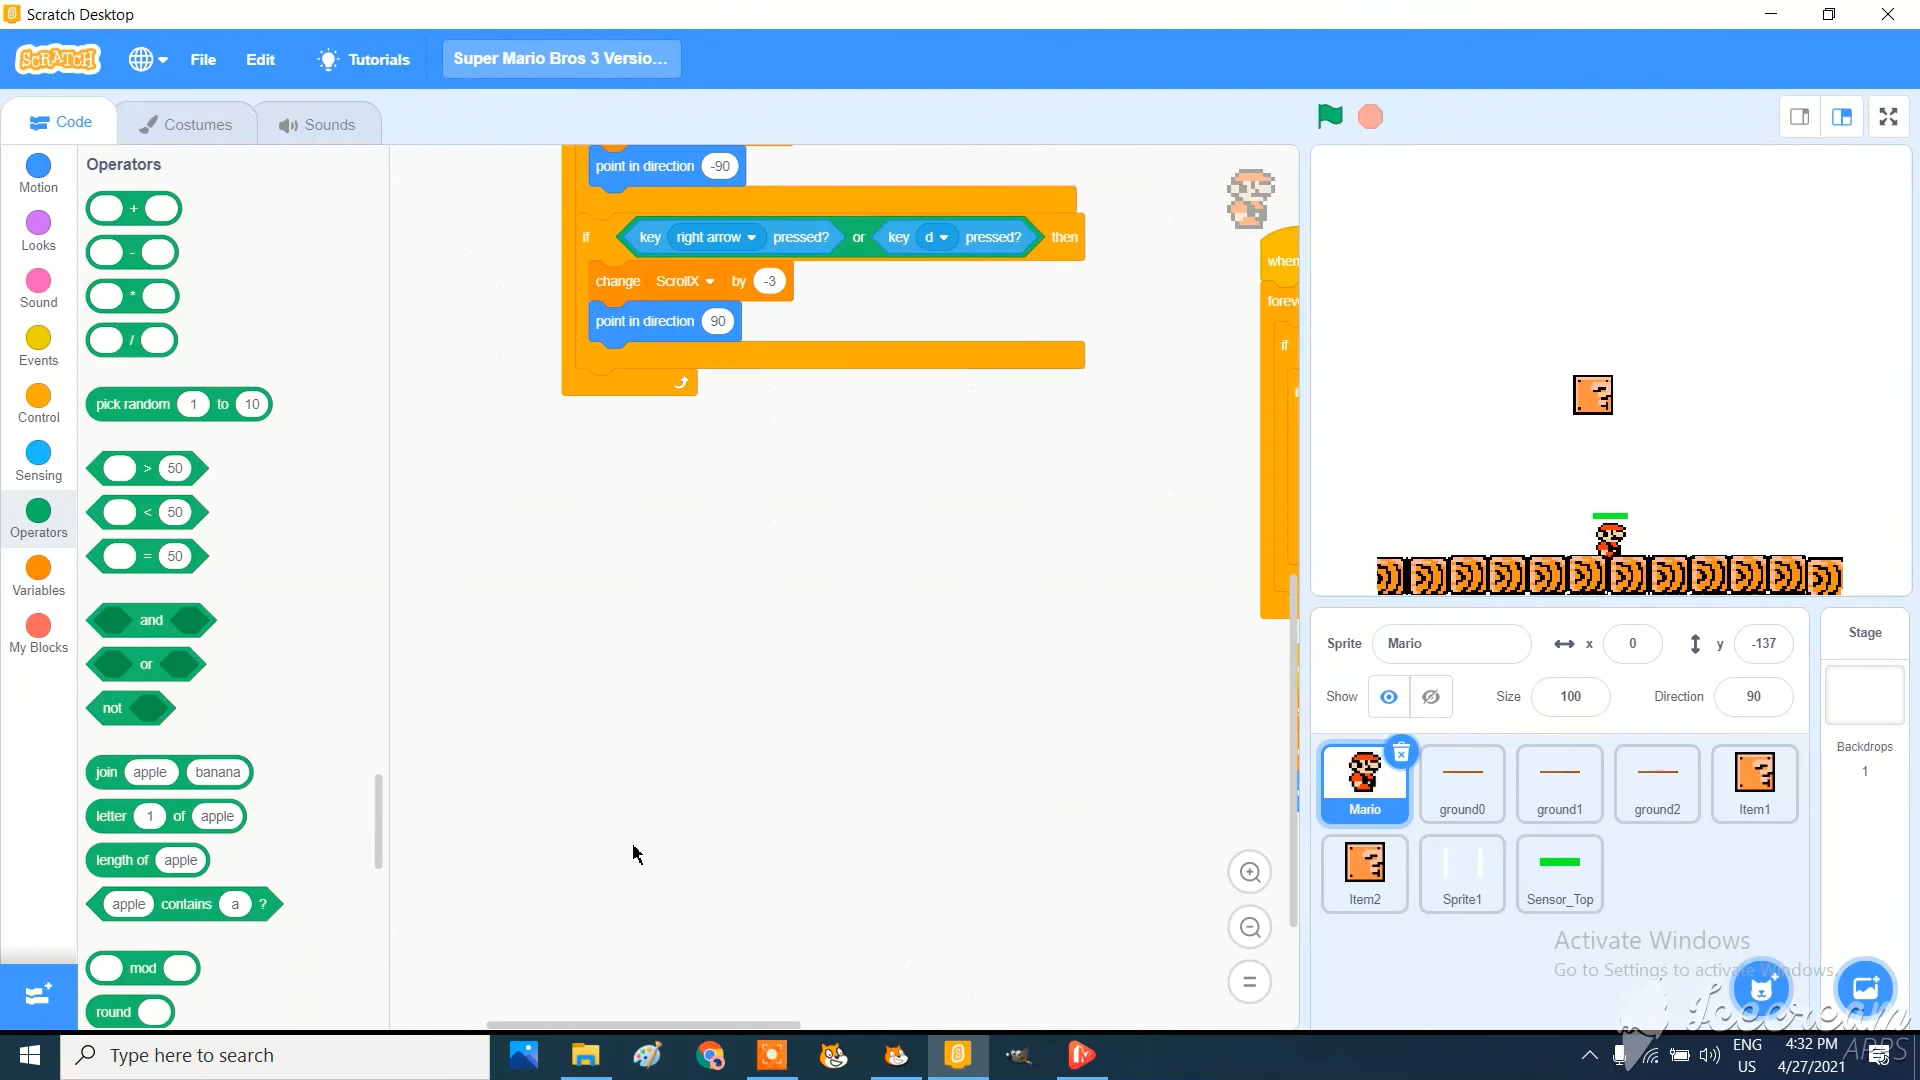 Scratch Desktop
SCRATCH
File
Edit
Tutorials
Super Mario Bros 3 Versio...
Code
Costumes
Sounds
Motion
Looks
Sound
Events
Control
Sensing
Operators
Variables
My Blocks
Operators
+
-
*
/
pick random 1 to 10
> 50
< 50
= 50
and
or
not
join apple banana
letter 1 of apple
length of apple
apple contains a ?
mod
round
point in direction -90
if key right arrow pressed? or key d pressed? then
change ScrollX by -3
point in direction 90
when
forev
if
Sprite Mario x 0 y -137
Show Size 100 Direction 90
Mario
ground0
ground1
ground2
Item1
Item2
Sprite1
Sensor_Top
Stage
Backdrops
1
Activate Windows
Go to Settings to activate Windows.
Icecream
APPS
Type here to search
ENG
US
4:32 PM
4/27/2021